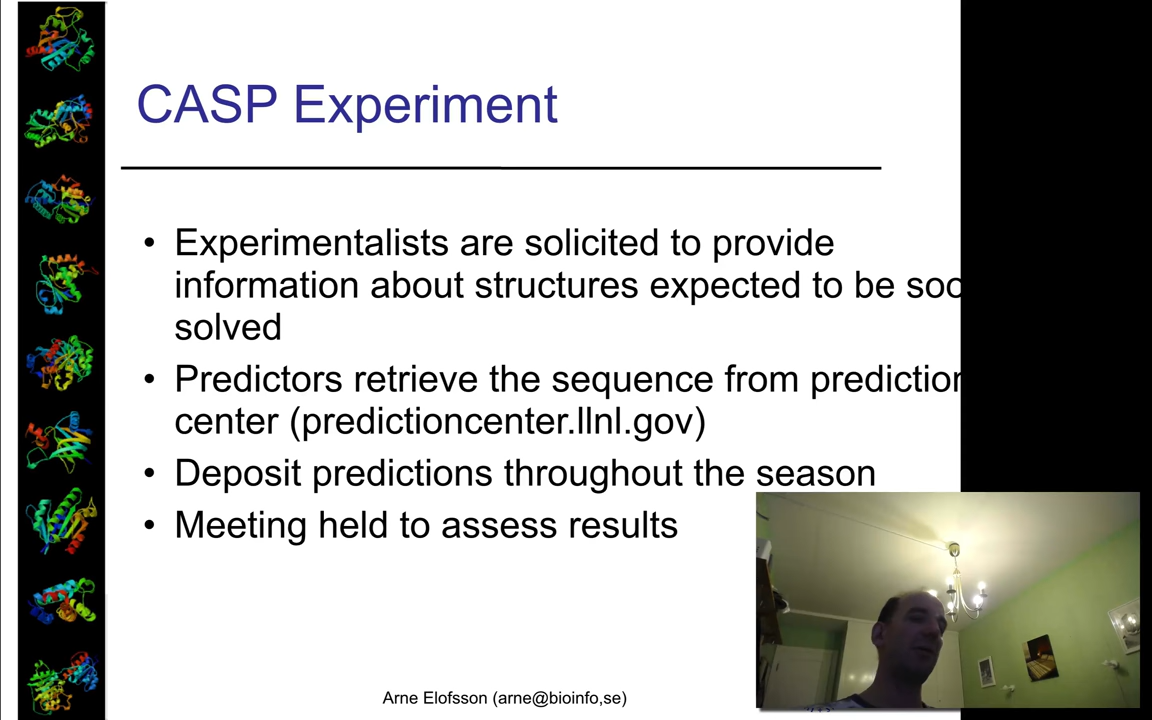 CASP Experiment
• Experimentalists are solicited to provide
information about structures expected to be soo
solved
• Predictors retrieve the sequence from prediction
center (predictioncenter.llnl.gov)
• Deposit predictions throughout the season
• Meeting held to assess results
Arne Elofsson (arne@bioinfo,se)